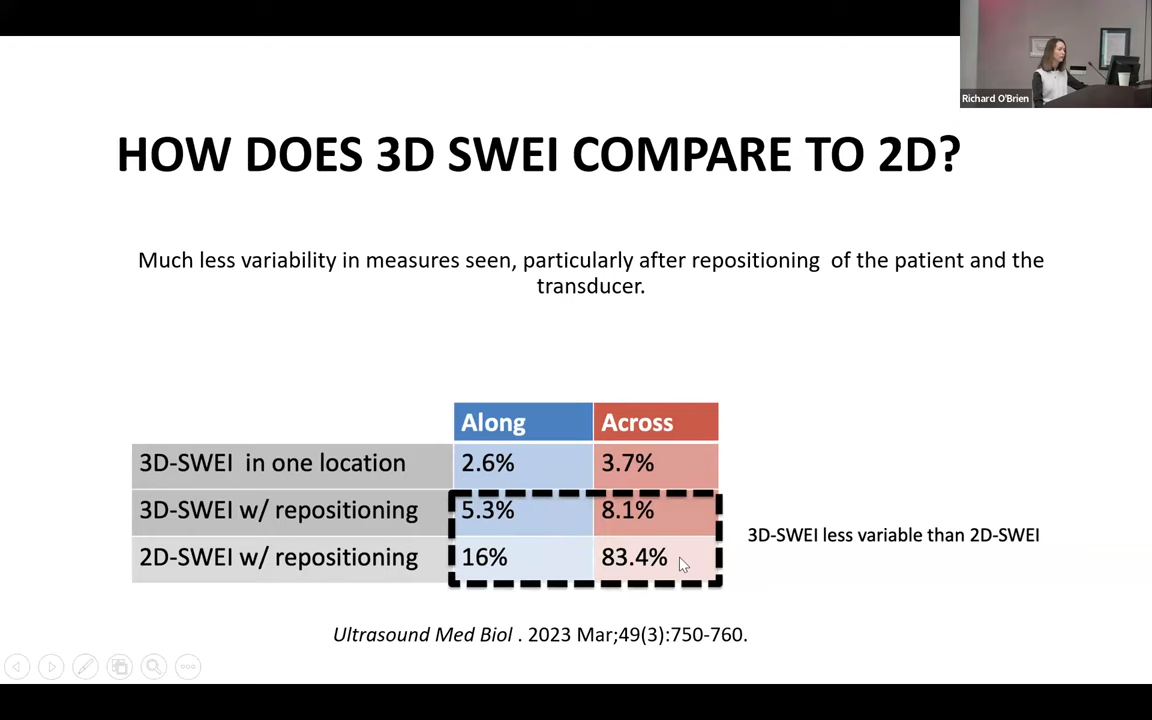 Richard O'Brien
HOW DOES 3D SWEI COMPARE TO 2D?
Much less variability in measures seen, particularly after repositioning of the patient and the
transducer.
Along Across
3D-SWEI in one location 2.6% 3.7%
3D-SWEI w/ repositioning 5.3% 8.1%
2D-SWEI w/ repositioning 16% 83.4%
3D-SWEI less variable than 2D-SWEI
Ultrasound Med Biol . 2023 Mar;49(3):750-760.